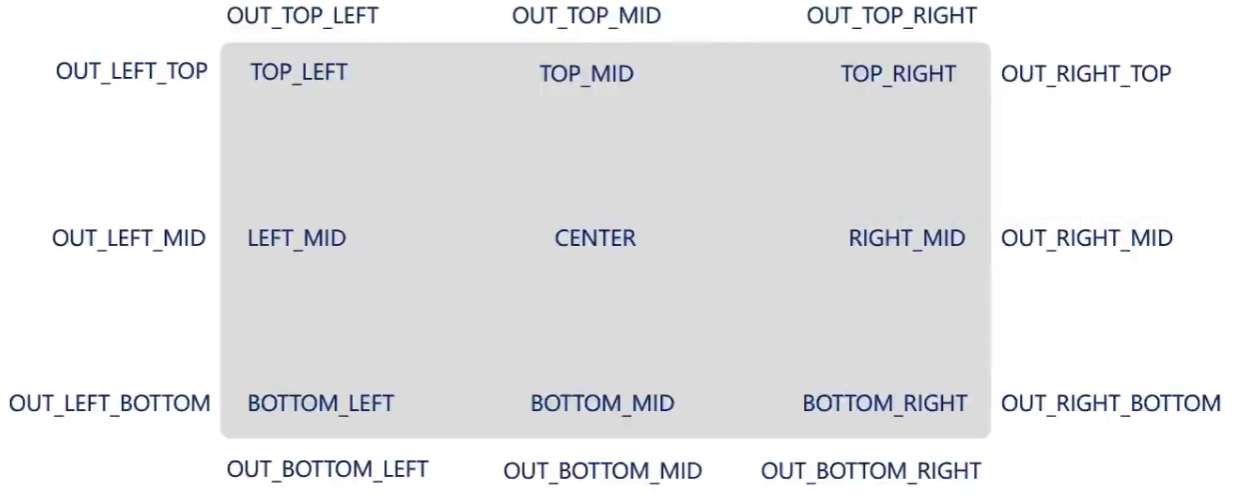 OUT_TOP_LEFT OUT_TOP_MID OUT_TOP_RIGHT
OUT_LEFT_TOP TOP_LEFT TOP_MID TOP_RIGHT OUT_RIGHT_TOP
OUT_LEFT_MID LEFT_MID CENTER RIGHT_MID OUT_RIGHT_MID
OUT_LEFT_BOTTOM BOTTOM_LEFT BOTTOM_MID BOTTOM_RIGHT OUT_RIGHT_BOTTOM
OUT_BOTTOM_LEFT OUT_BOTTOM_MID OUT_BOTTOM_RIGHT